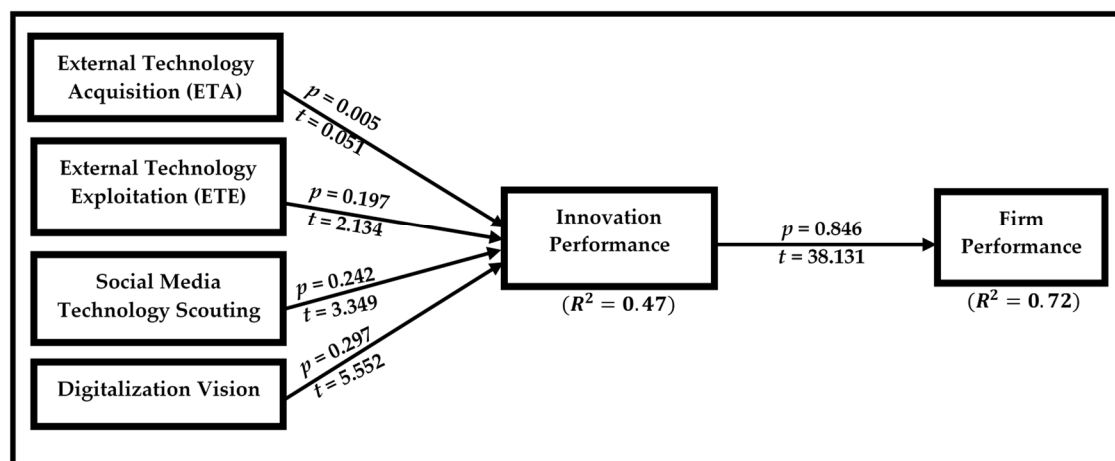 External Technology
Acquisition (ETA)
p = 0.005
t = 0.051
External Technology
Exploitation (ETE)
p = 0.197
t = 2.134
Social Media
Technology Scouting
p = 0.242
t = 3.349
Digitalization Vision
p = 0.297
t = 5.552
Innovation
Performance
(R² = 0.47)
p = 0.846
t = 38.131
Firm
Performance
(R² = 0.72)